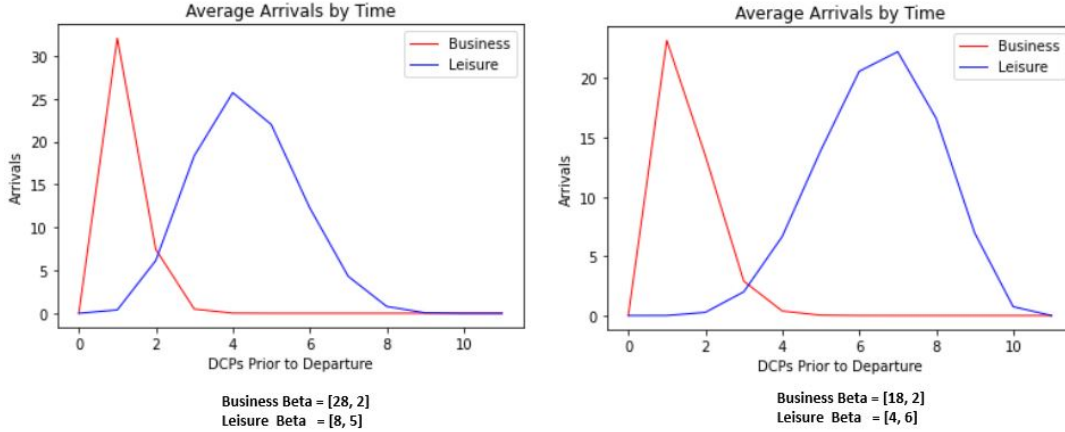 Average Arrivals by Time
Business
Leisure
30
25
20
15
10
5
0
Arrivals
0 2 4 6 8 10
DCPs Prior to Departure
Business Beta = [28, 2]
Leisure Beta = [8, 5]
Average Arrivals by Time
Business
Leisure
20
15
10
5
0
Arrivals
0 2 4 6 8 10
DCPs Prior to Departure
Business Beta = [18, 2]
Leisure Beta = [4, 6]